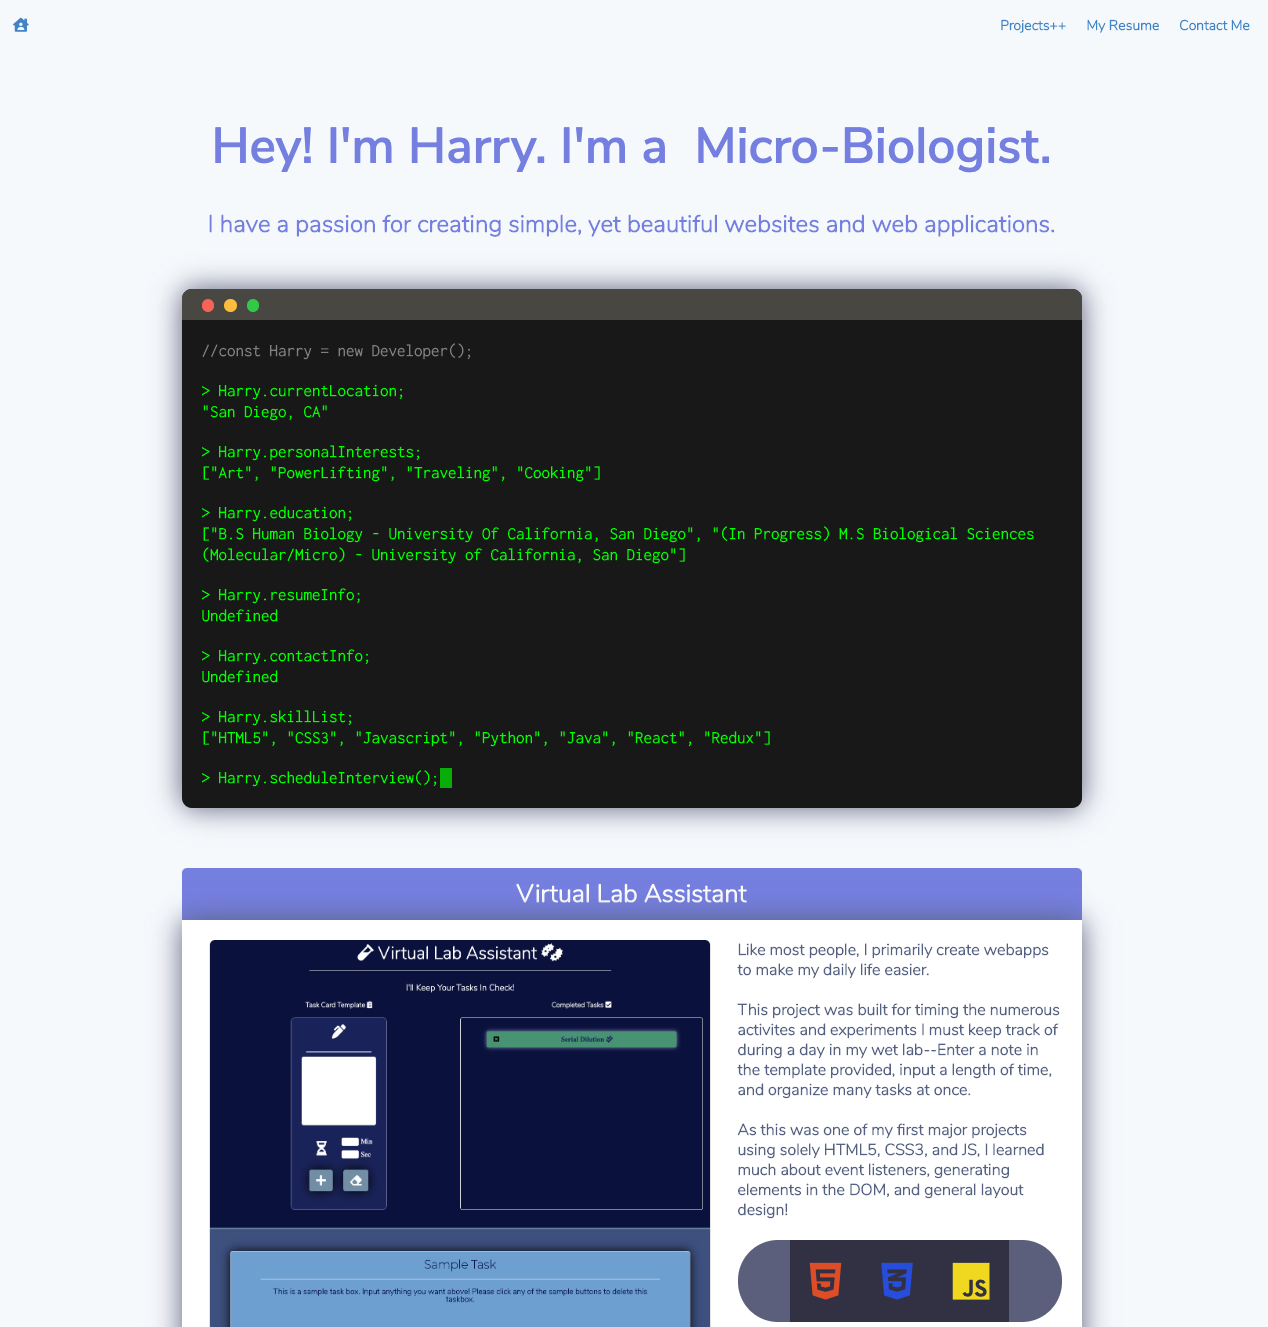 Projects++ My Resume Contact Me
Hey! I'm Harry. I'm a Micro-Biologist.
I have a passion for creating simple, yet beautiful websites and web applications.
//const Harry = new Developer();
> Harry.currentLocation;
"San Diego, CA"
> Harry.personalInterests;
["Art", "PowerLifting", "Traveling", "Cooking"]
> Harry.education;
["B.S Human Biology - University Of California, San Diego", "(In Progress) M.S Biological Sciences
(Molecular/Micro) - University of California, San Diego"]
> Harry.resumeInfo;
Undefined
> Harry.contactInfo;
Undefined
> Harry.skillList;
["HTML5", "CSS3", "Javascript", "Python", "Java", "React", "Redux"]
> Harry.scheduleInterview();
Virtual Lab Assistant
Virtual Lab Assistant
I'll Keep Your Tasks In Check!
Task Card Template
Completed Tasks
Serial Dilution
Min
Sec
Sample Task
This is a sample task box. Input anything you want above! Please click any of the sample buttons to delete this
taskbox.
Like most people, I primarily create webapps
to make my daily life easier.
This project was built for timing the numerous
activites and experiments I must keep track of
during a day in my wet lab--Enter a note in
the template provided, input a length of time,
and organize many tasks at once.
As this was one of my first major projects
using solely HTML5, CSS3, and JS, I learned
much about event listeners, generating
elements in the DOM, and general layout
design!
JS